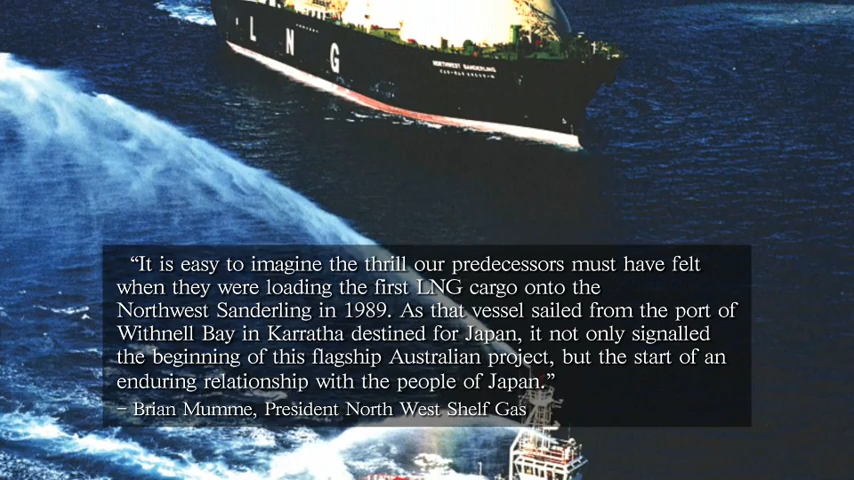 L N G
NORTHWEST SANDERLING
“It is easy to imagine the thrill our predecessors must have felt
when they were loading the first LNG cargo onto the
Northwest Sanderling in 1989. As that vessel sailed from the port of
Withnell Bay in Karratha destined for Japan, it not only signalled
the beginning of this flagship Australian project, but the start of an
enduring relationship with the people of Japan.”
– Brian Mumme, President North West Shelf Gas